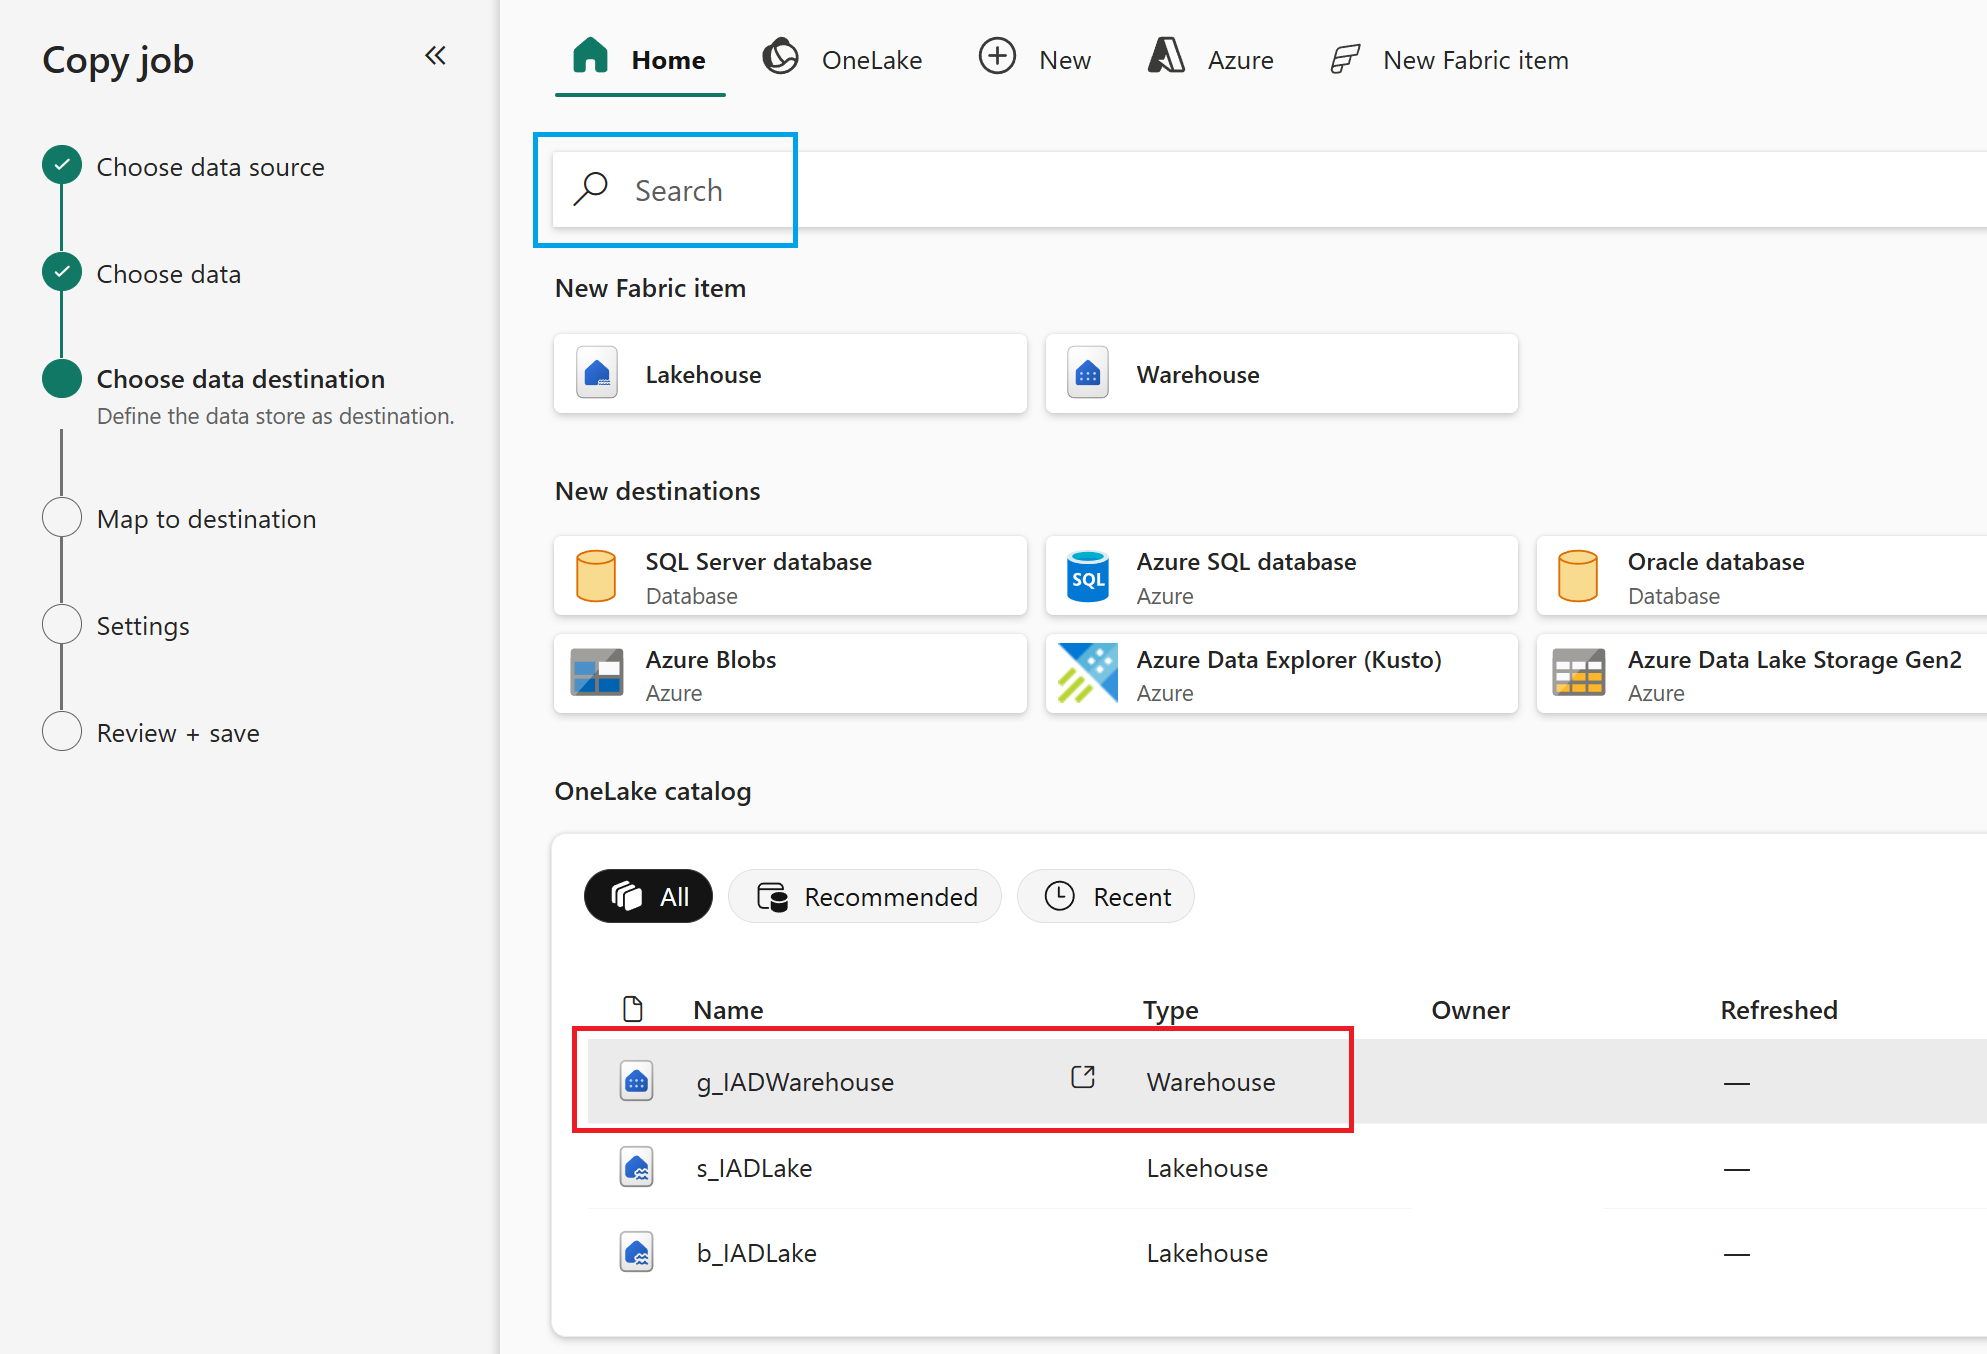 Copy job
Choose data source
Choose data
Choose data destination
Define the data store as destination.
Map to destination
Settings
Review + save
Home
OneLake
New
Azure
New Fabric item
Search
New Fabric item
Lakehouse
Warehouse
New destinations
SQL Server database
Database
SQL
Azure SQL database
Azure
Oracle database
Database
Azure Blobs
Azure
Azure Data Explorer (Kusto)
Azure
Azure Data Lake Storage Gen2
Azure
OneLake catalog
All
Recommended
Recent
Name Type Owner Refreshed
g_IADWarehouse Warehouse —
s_IADLake Lakehouse —
b_IADLake Lakehouse —